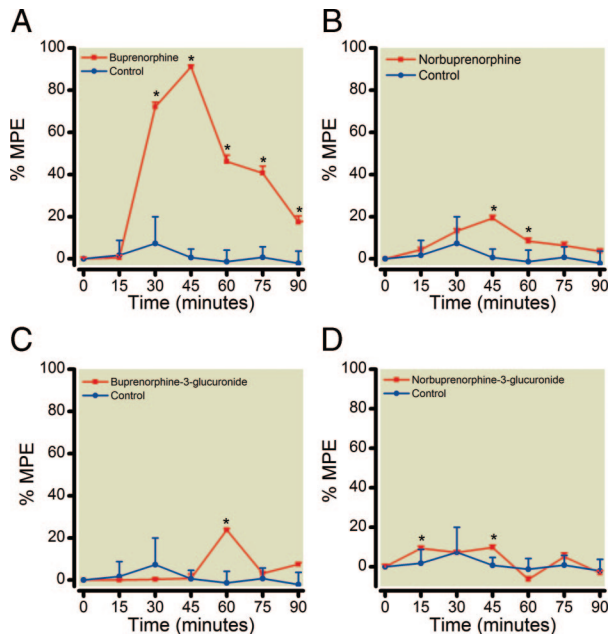 A
Buprenorphine
Control
% MPE
100
80
60
40
20
0
* * * * *
0 15 30 45 60 75 90
Time (minutes)
B
Norbuprenorphine
Control
% MPE
100
80
60
40
20
0
* *
0 15 30 45 60 75 90
Time (minutes)
C
Buprenorphine-3-glucuronide
Control
% MPE
100
80
60
40
20
0
*
0 15 30 45 60 75 90
Time (minutes)
D
Norbuprenorphine-3-glucuronide
Control
% MPE
100
80
60
40
20
0
* *
0 15 30 45 60 75 90
Time (minutes)